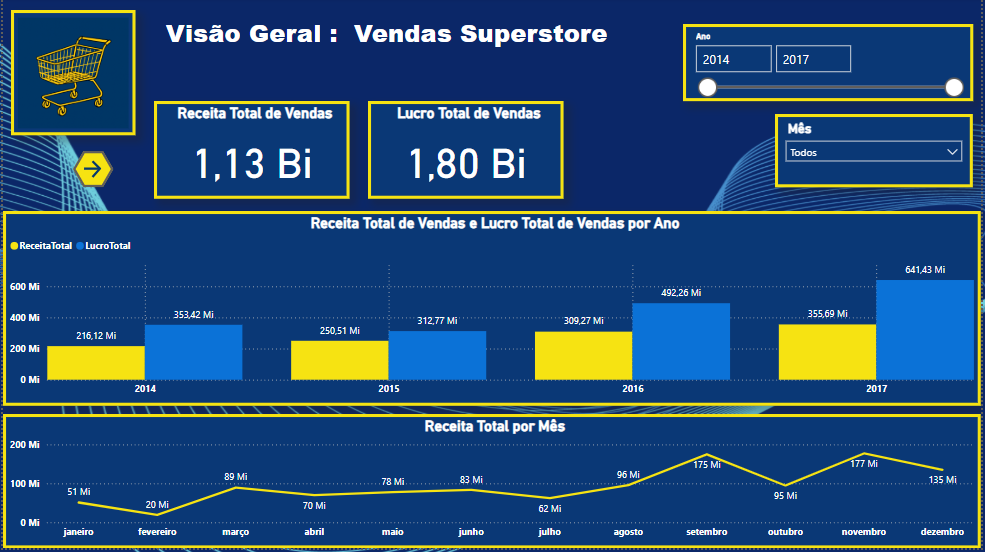 Visão Geral :  Vendas Superstore
Ano
2014 2017
Mês
Todos
Receita Total de Vendas
1,13 Bi
Lucro Total de Vendas
1,80 Bi
Receita Total de Vendas e Lucro Total de Vendas por Ano
ReceitaTotal LucroTotal
600 Mi
400 Mi
200 Mi
0 Mi
216,12 Mi 353,42 Mi
250,51 Mi 312,77 Mi
309,27 Mi 492,26 Mi
355,69 Mi 641,43 Mi
2014 2015 2016 2017
Receita Total por Mês
200 Mi
100 Mi
0 Mi
51 Mi 20 Mi 89 Mi 70 Mi 78 Mi 83 Mi 62 Mi 96 Mi 175 Mi 95 Mi 177 Mi 135 Mi
janeiro fevereiro março abril maio junho julho agosto setembro outubro novembro dezembro